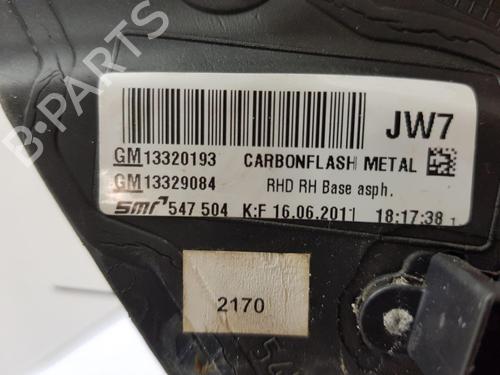 B-PARTS
JW7
GM13320193 CARBONFLASH METAL
GM13329084 RHD RH Base asph.
smr 547 504 K:F 16.06.2011 18:17:38 1
2170